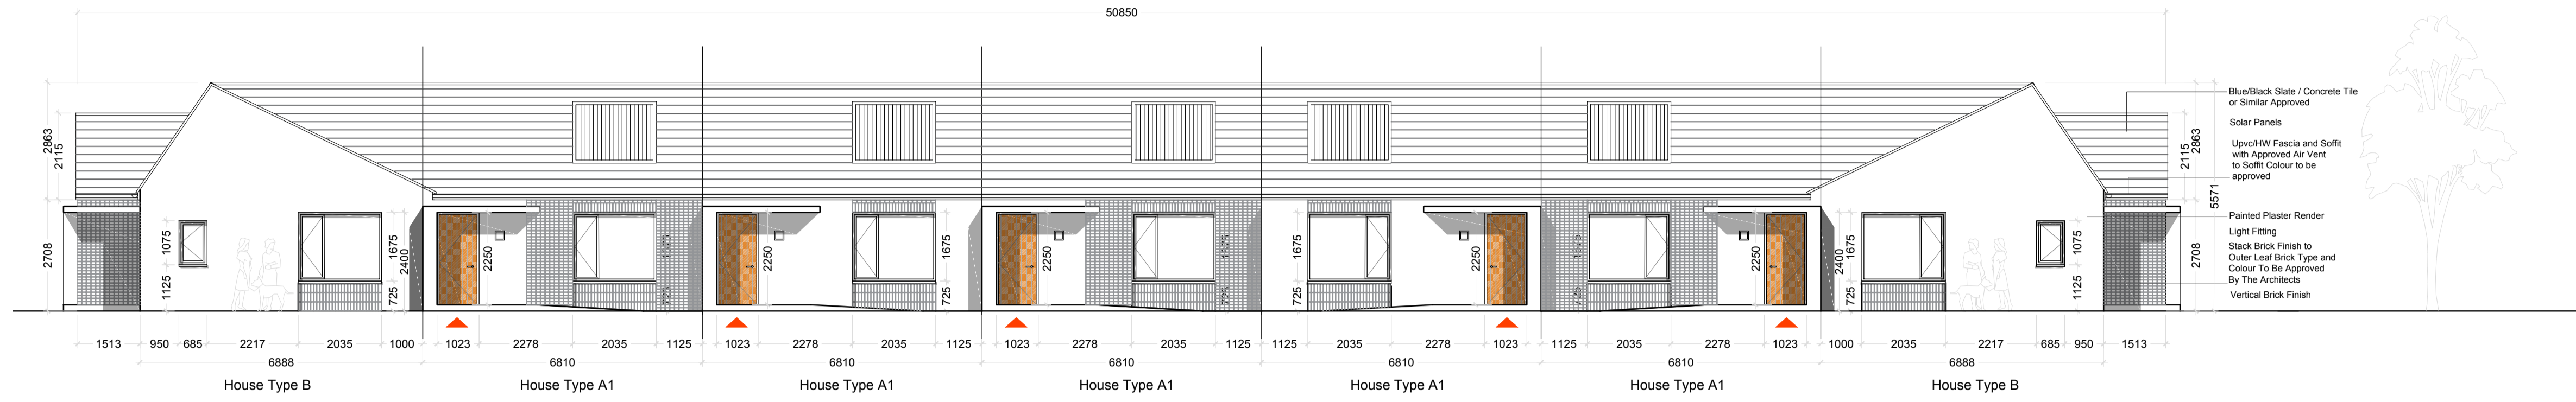 50850
2863
2115
2708
1075
1125
1675
725
2400
2250
1675
725
2250
1675
725
2250
1675
725
1675
725
2250
1675
725
2250
2400
1675
725
1075
1125
2115
2863
2708
5571
Blue/Black Slate / Concrete Tile
or Similar Approved
Solar Panels
Upvc/HW Fascia and Soffit
with Approved Air Vent
to Soffit Colour to be
approved
Painted Plaster Render
Light Fitting
Stack Brick Finish to
Outer Leaf Brick Type and
Colour To Be Approved
By The Architects
Vertical Brick Finish
1513 950 685 2217 2035 1000 1023 2278 2035 1125 1023 2278 2035 1125 1023 2278 2035 1125 1125 2035 2278 1023 1125 2035 2278 1023 1000 2035 2217 685 950 1513
6888 6810 6810 6810 6810 6810 6888
House Type B House Type A1 House Type A1 House Type A1 House Type A1 House Type A1 House Type B